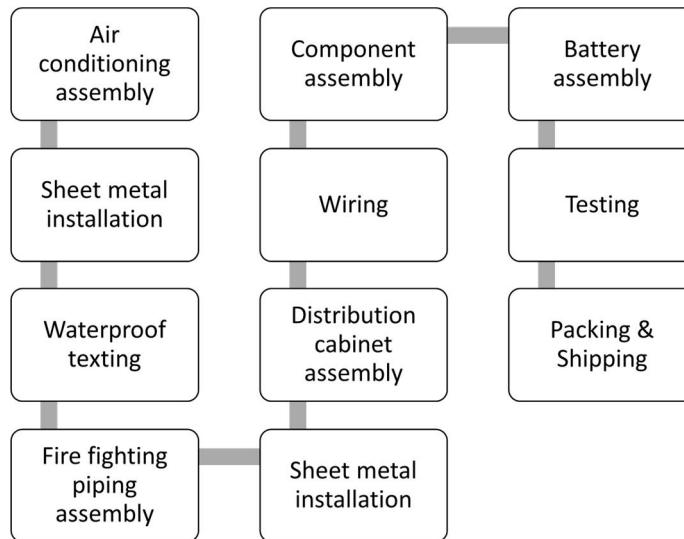 Air
conditioning
assembly
Sheet metal
installation
Waterproof
texting
Fire fighting
piping
assembly
Sheet metal
installation
Distribution
cabinet
assembly
Wiring
Component
assembly
Battery
assembly
Testing
Packing &
Shipping